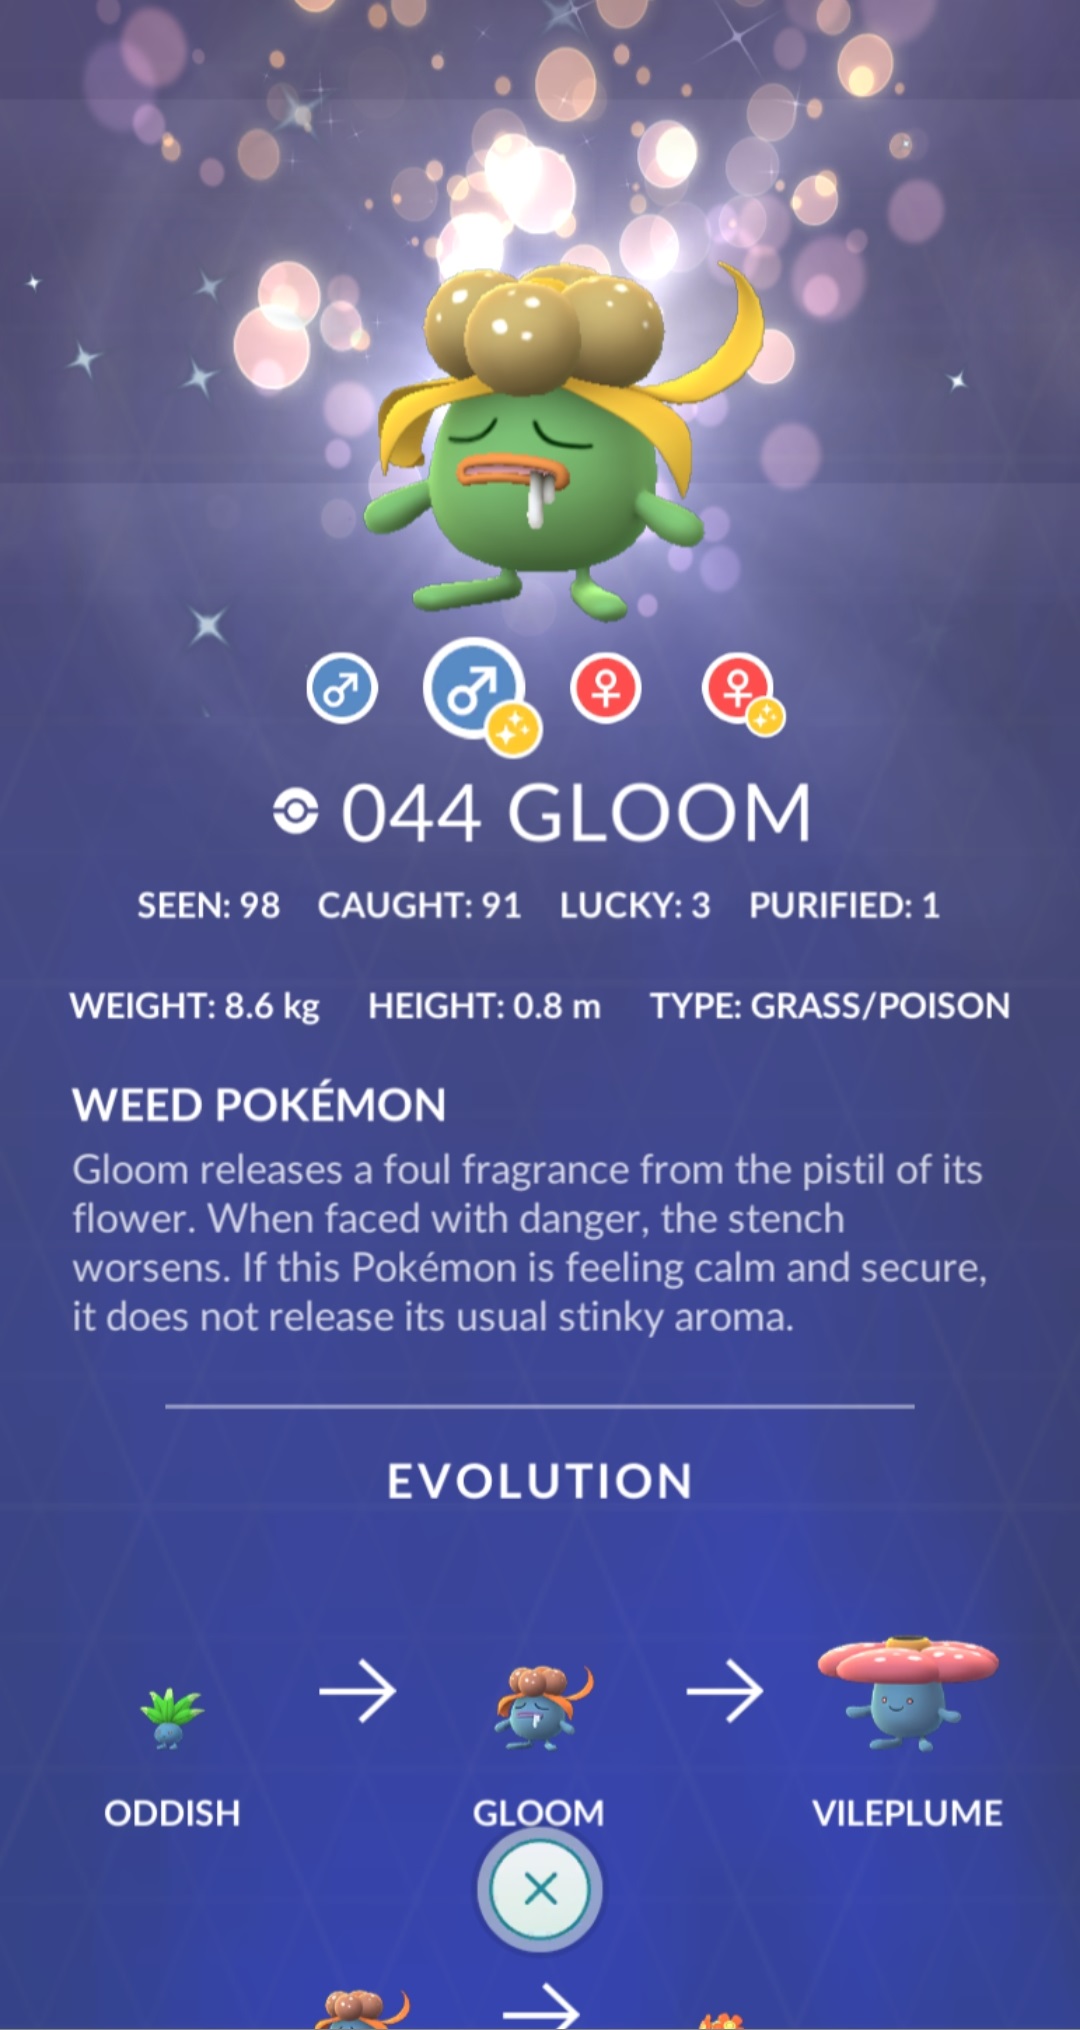 044 GLOOM
SEEN: 98 CAUGHT: 91 LUCKY: 3 PURIFIED: 1
WEIGHT: 8.6 kg HEIGHT: 0.8 m TYPE: GRASS/POISON
WEED POKÉMON
Gloom releases a foul fragrance from the pistil of its
flower. When faced with danger, the stench
worsens. If this Pokémon is feeling calm and secure,
it does not release its usual stinky aroma.
EVOLUTION
ODDISH GLOOM VILEPLUME